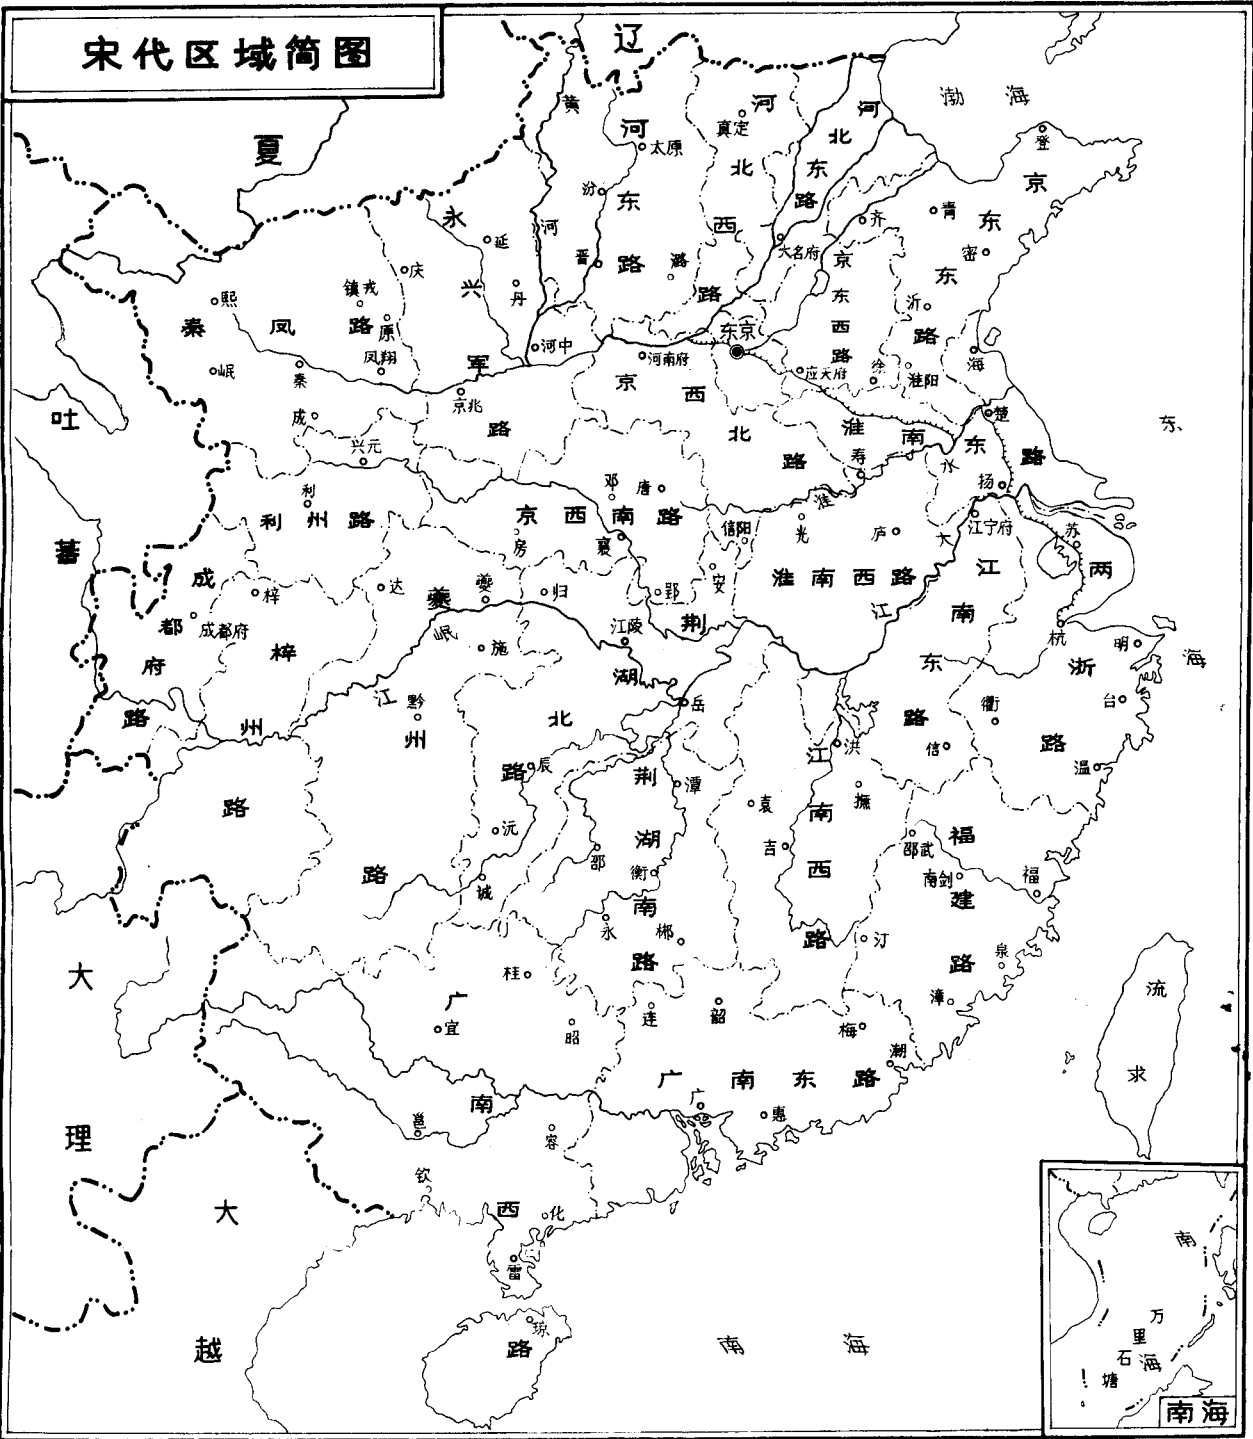 宋代区域简图
辽
夏
吐
蕃
大
理
大
越
流
求
渤海
东
海
南海
黄
河
河东路
太原
汾
晋
潞
河北西路
真定
河北东路
河
大名府
京东东路
登
青
密
齐
沂
海
京东西路
应天府
徐
淮阳
东京
永兴军路
延
丹
庆
河中
京兆
秦凤路
熙
镇戎
原
凤翔
岷
秦
成
兴元
利
利州路
成都府路
成都府
梓
梓州路
达
夔
夔州路
施
黔
岷
江
京西北路
河南府
京西南路
邓
唐
房
襄
信阳
郢
安
归
江陵
荆湖北路
岳
辰
沅
诚
荆湖南路
潭
邵
衡
永
郴
淮南东路
寿
楚
扬
淮
水
淮南西路
光
庐
大
江
江宁府
江南东路
信
苏
两浙路
杭
明
台
衢
温
江南西路
洪
撫
袁
吉
福建路
邵武
南剑
福
汀
泉
漳
广南东路
连
韶
梅
潮
广
惠
广南西路
桂
宜
昭
邕
容
钦
化
雷
琼
南
海
万
里
石
塘
南海